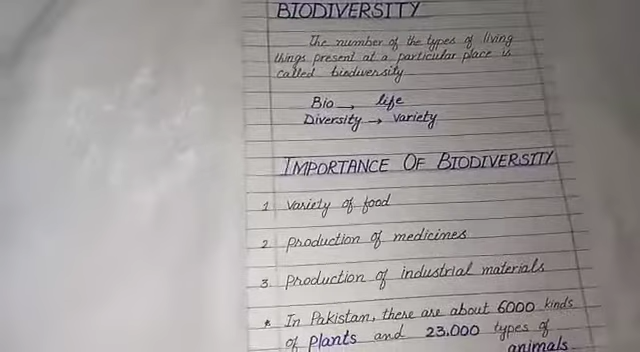 BIODIVERSITY
The number of the types of living
things present at a particular place is
called biodiversity
Bio → life
Diversity → variety
IMPORTANCE OF BIODIVERSITY
1 Variety of food
2 Production of medicines
3. Production of industrial materials
* In Pakistan, there are about 6000 kinds
of plants and 23.000 types of
animals